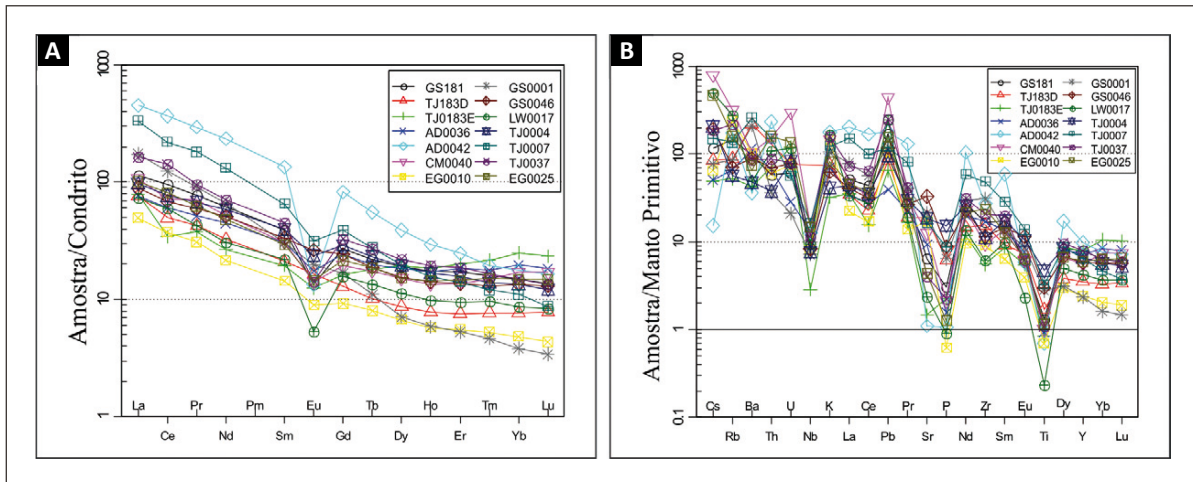 A
Amostra/Condrito
1000
100
10
1
GS181 GS0001
TJ183D GS0046
TJ0183E LW0017
AD0036 TJ0004
AD0042 TJ0007
CM0040 TJ0037
EG0010 EG0025
La Pr Pm Eu Tb Ho Tm Lu
Ce Nd Sm Gd Dy Er Yb
B
Amostra/Manto Primitivo
1000
100
10
1
0.1
GS181 GS0001
TJ183D GS0046
TJ0183E LW0017
AD0036 TJ0004
AD0042 TJ0007
CM0040 TJ0037
EG0010 EG0025
Cs Ba U K Ce Pr P Zr Eu Dy Yb
Rb Th Nb La Pb Sr Nd Sm Ti Y Lu